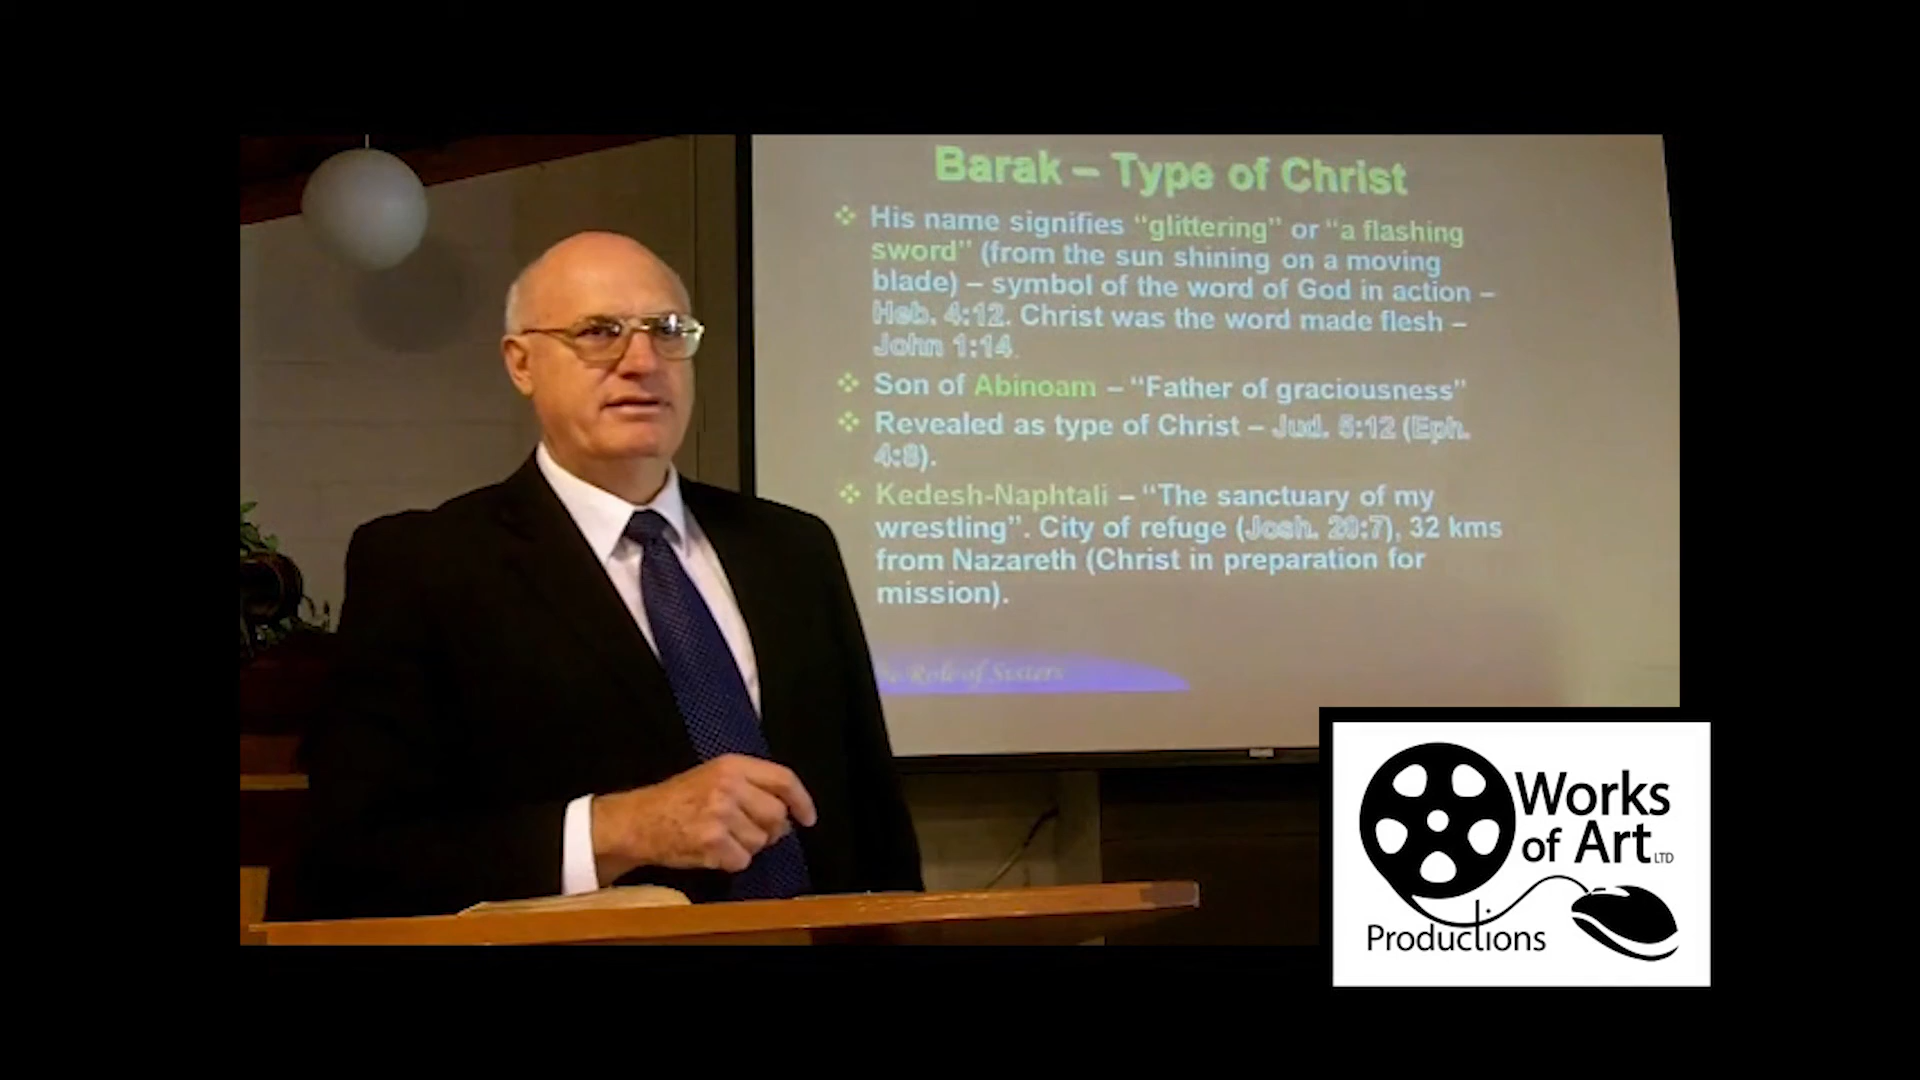 Barak – Type of Christ
❖ His name signifies “glittering” or “a flashing
sword” (from the sun shining on a moving
blade) – symbol of the word of God in action –
Heb. 4:12. Christ was the word made flesh –
John 1:14.
❖ Son of Abinoam – “Father of graciousness”
❖ Revealed as type of Christ – Jud. 5:12 (Eph.
4:8).
❖ Kedesh-Naphtali – “The sanctuary of my
wrestling”. City of refuge (Josh. 20:7), 32 kms
from Nazareth (Christ in preparation for
mission).
Role of Sisters
Works
of Art LTD
Productions